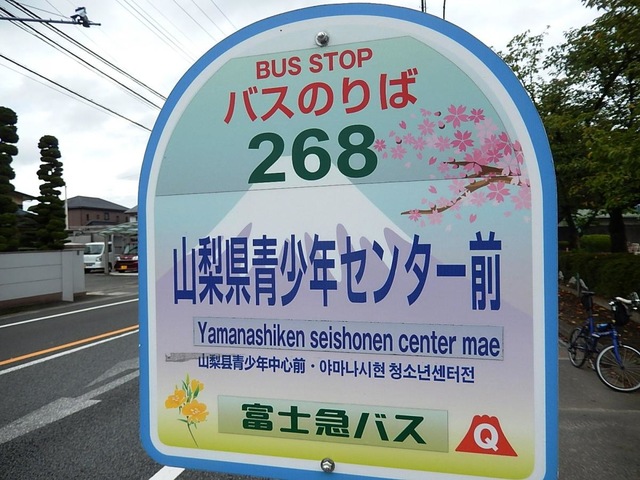 BUS STOP
バスのりば
268
山梨県青少年センター前
Yamanashiken seishonen center mae
山梨县青少年中心前・야마나시현 청소년센터전
富士急バス
Q